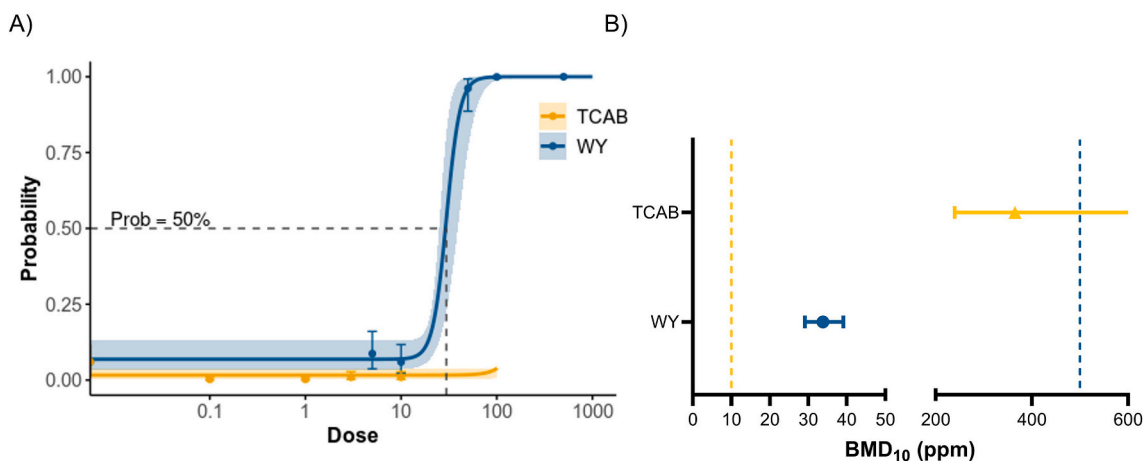 A)
1.00
0.75
0.50
0.25
0.00
Probability
Prob = 50%
TCAB
WY
0.1 1 10 100 1000
Dose
B)
TCAB
WY
0 10 20 30 40 50 200 400 600
BMD10 (ppm)